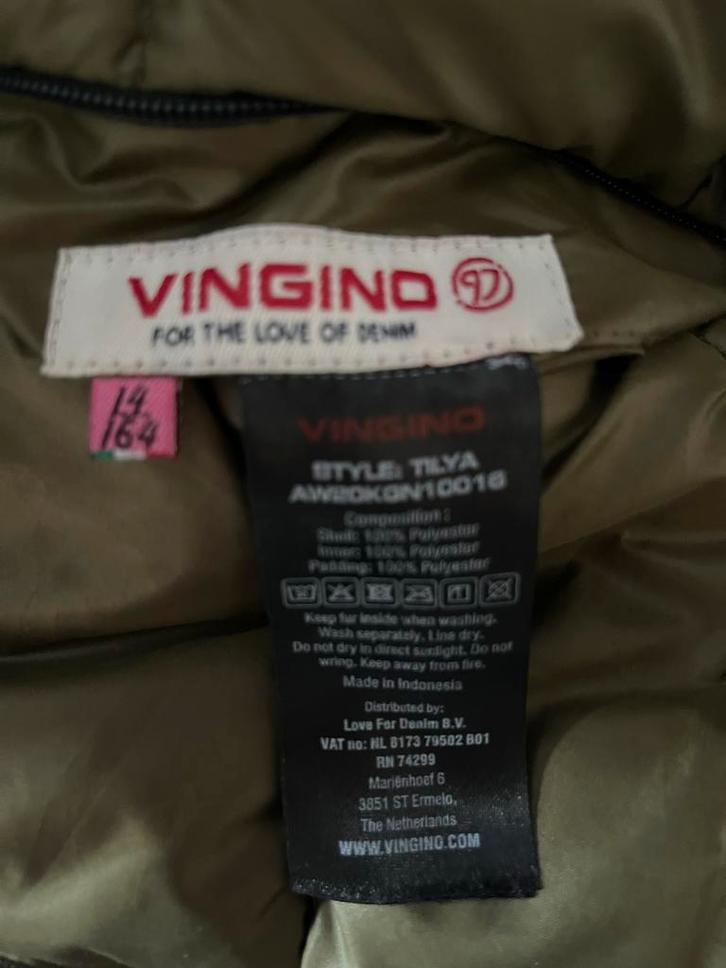 VINGINO 97
FOR THE LOVE OF DENIM
14
164
VINGINO
STYLE: TILYA
AW20KGN10016
Composition :
Shell: 100% Polyester
Inner: 100% Polyester
Padding: 100% Polyester
Keep fur inside when washing.
Wash separately. Line dry.
Do not dry in direct sunlight. Do not
wring. Keep away from fire.
Made in Indonesia
Distributed by:
Love For Denim B.V.
VAT no: NL 8173 79502 B01
RN 74299
Mariënhoef 6
3851 ST Ermelo,
The Netherlands
WWW.VINGINO.COM